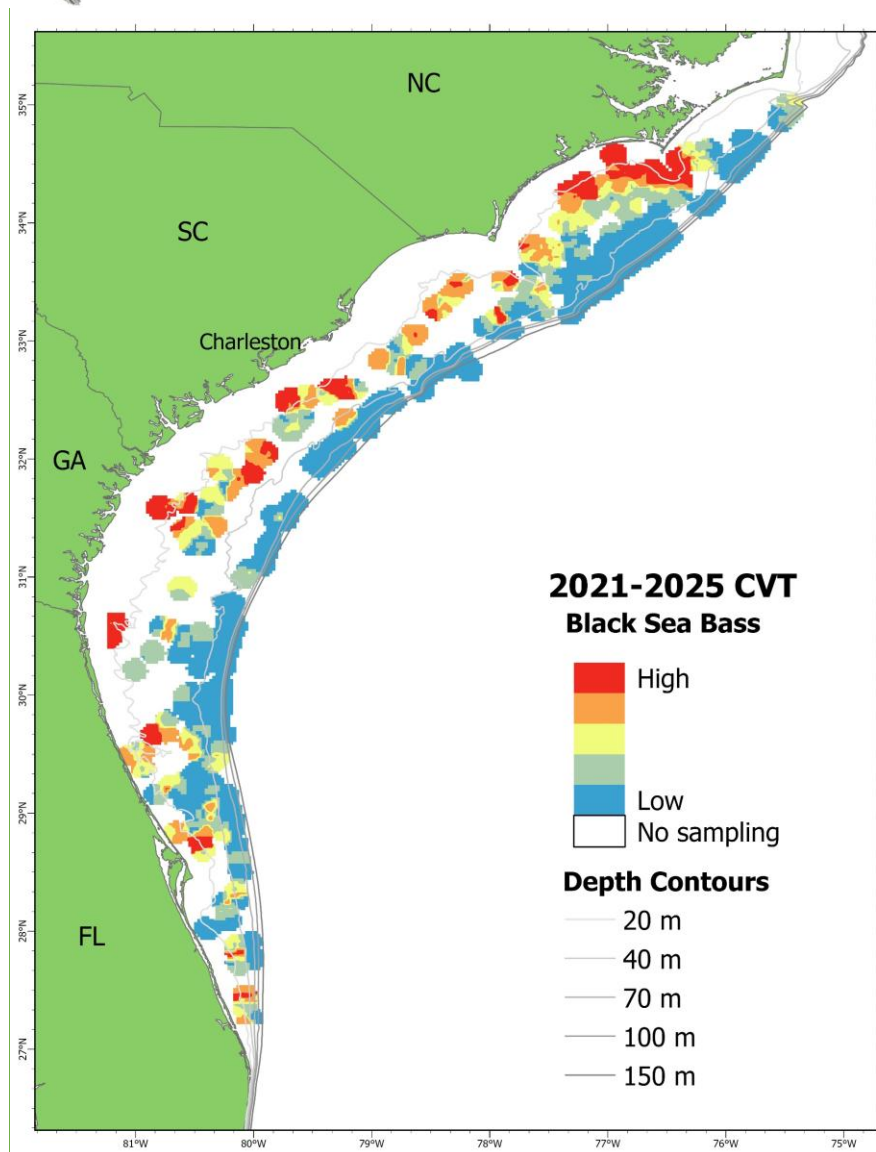 NC
SC
Charleston
GA
FL
2021-2025 CVT
Black Sea Bass
High
Low
No sampling
Depth Contours
20 m
40 m
70 m
100 m
150 m
35°N
34°N
33°N
32°N
31°N
30°N
29°N
28°N
27°N
81°W
80°W
79°W
78°W
77°W
76°W
75°W